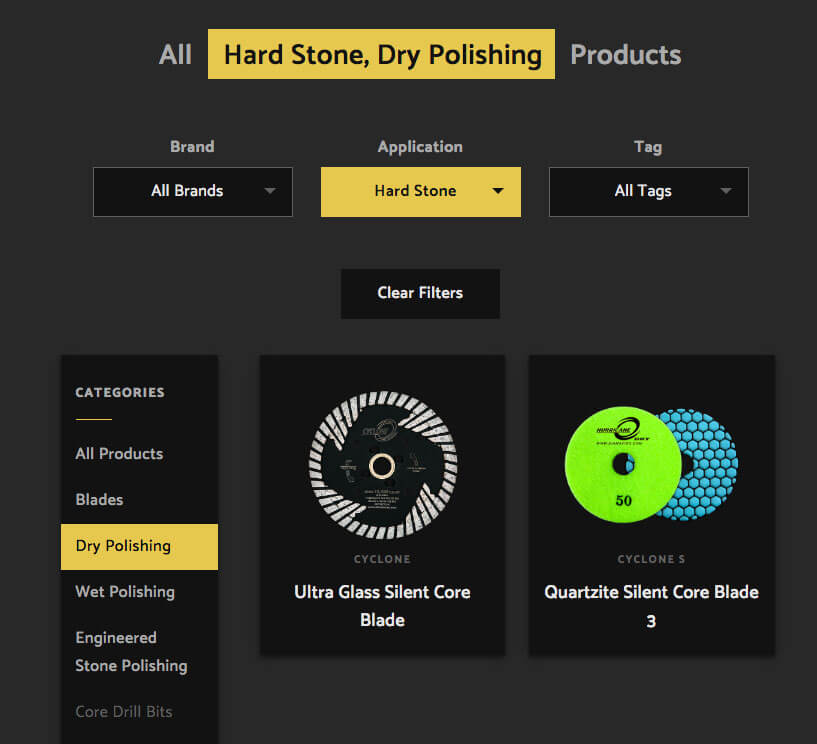 All Hard Stone, Dry Polishing Products
Brand Application Tag
All Brands Hard Stone All Tags
Clear Filters
CATEGORIES
All Products
Blades
Dry Polishing
Wet Polishing
Engineered
Stone Polishing
Core Drill Bits
CYCLONE
CYCLONE
Ultra Glass Silent Core
Blade
HURRICANE
DRY
50
CYCLONE S
Quartzite Silent Core Blade
3